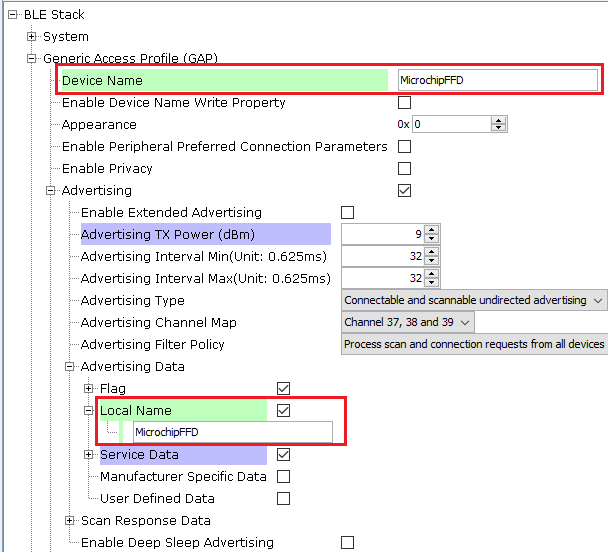 BLE Stack
System
Generic Access Profile (GAP)
Device Name MicrochipFFD
Enable Device Name Write Property
Appearance 0x 0
Enable Peripheral Preferred Connection Parameters
Enable Privacy
Advertising
Enable Extended Advertising
Advertising TX Power (dBm) 9
Advertising Interval Min(Unit: 0.625ms) 32
Advertising Interval Max(Unit: 0.625ms) 32
Advertising Type Connectable and scannable undirected advertising
Advertising Channel Map Channel 37, 38 and 39
Advertising Filter Policy Process scan and connection requests from all devices
Advertising Data
Flag
Local Name
MicrochipFFD
Service Data
Manufacturer Specific Data
User Defined Data
Scan Response Data
Enable Deep Sleep Advertising